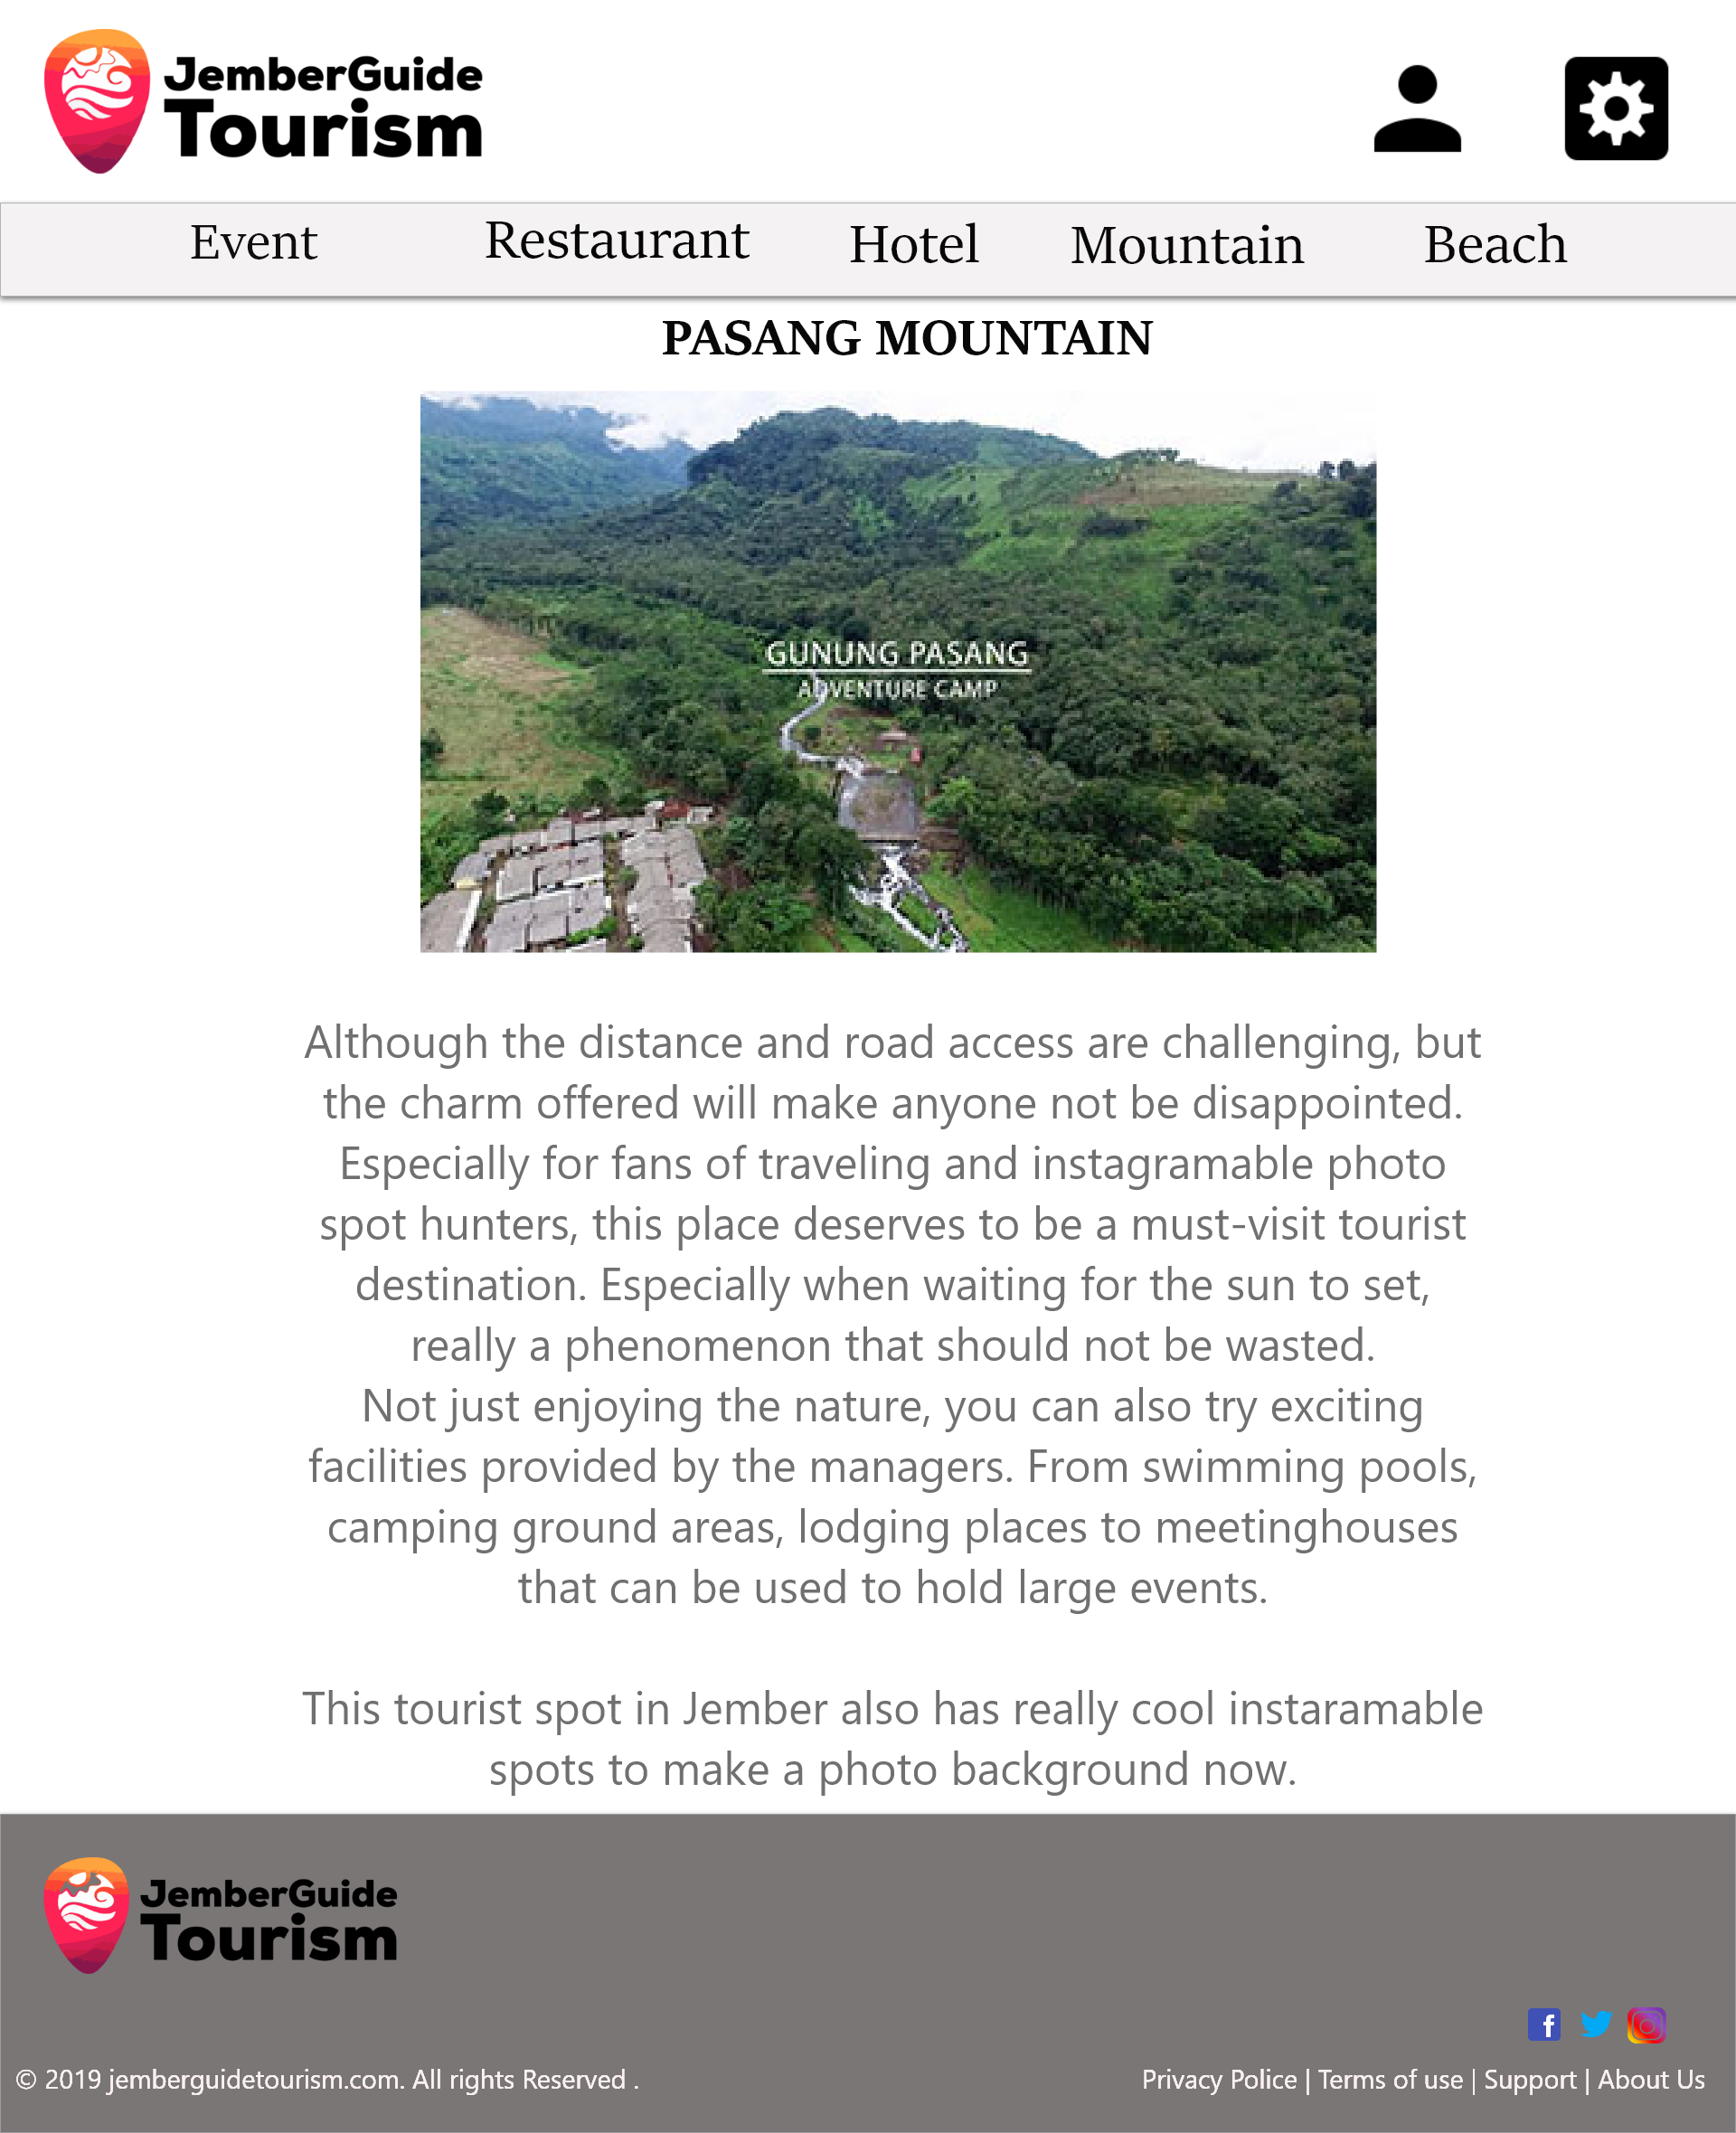 JemberGuide
Tourism
Event Restaurant Hotel Mountain Beach
PASANG MOUNTAIN
GUNUNG PASANG
ADVENTURE CAMP
Although the distance and road access are challenging, but
the charm offered will make anyone not be disappointed.
Especially for fans of traveling and instagramable photo
spot hunters, this place deserves to be a must-visit tourist
destination. Especially when waiting for the sun to set,
really a phenomenon that should not be wasted.
Not just enjoying the nature, you can also try exciting
facilities provided by the managers. From swimming pools,
camping ground areas, lodging places to meetinghouses
that can be used to hold large events.
This tourist spot in Jember also has really cool instaramable
spots to make a photo background now.
JemberGuide
Tourism
© 2019 jemberguidetourism.com. All rights Reserved .
Privacy Police | Terms of use | Support | About Us